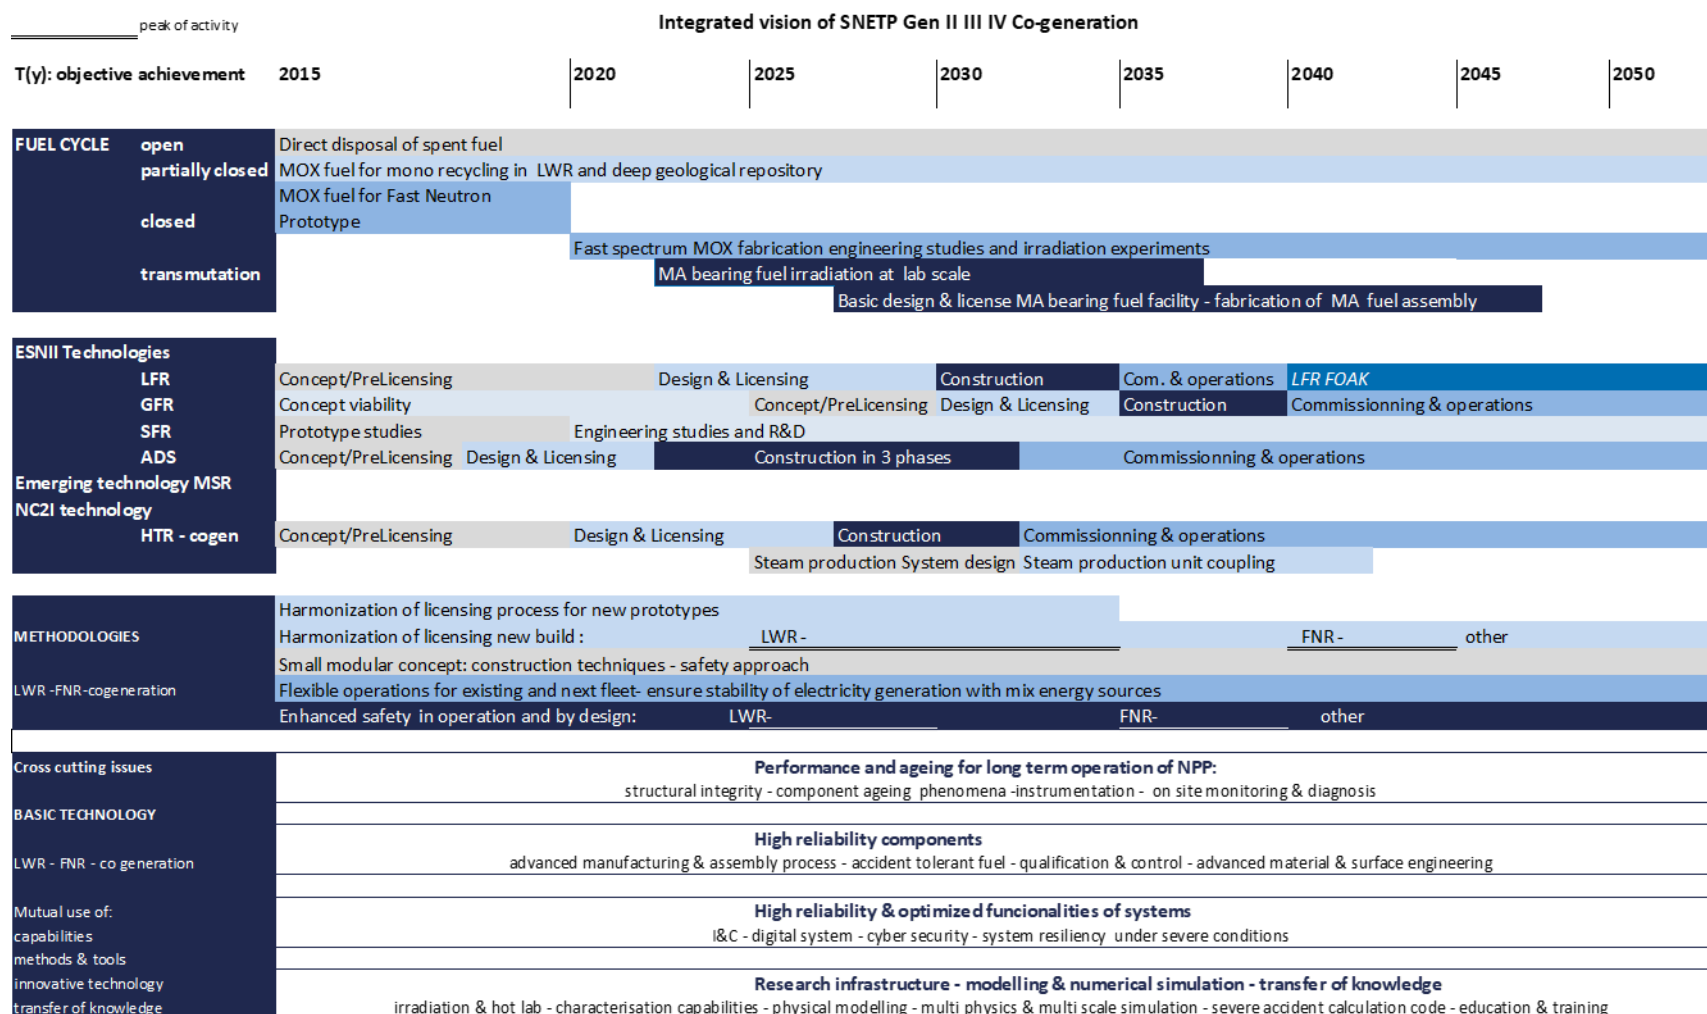 Integrated vision of SNETP Gen II III IV Co-generation
peak of activity
T(y): objective achievement 2015 2020 2025 2030 2035 2040 2045 2050
FUEL CYCLE open Direct disposal of spent fuel
partially closed MOX fuel for mono recycling in LWR and deep geological repository
MOX fuel for Fast Neutron
closed Prototype
Fast spectrum MOX fabrication engineering studies and irradiation experiments
transmutation MA bearing fuel irradiation at lab scale
Basic design & license MA bearing fuel facility - fabrication of MA fuel assembly
ESNII Technologies
LFR Concept/PreLicensing Design & Licensing Construction Com. & operations LFR FOAK
GFR Concept viability Concept/PreLicensing Design & Licensing Construction Commissionning & operations
SFR Prototype studies Engineering studies and R&D
ADS Concept/PreLicensing Design & Licensing Construction in 3 phases Commissionning & operations
Emerging technology MSR
NC2I technology
HTR - cogen Concept/PreLicensing Design & Licensing Construction Commissionning & operations
Steam production System design Steam production unit coupling
Harmonization of licensing process for new prototypes
METHODOLOGIES Harmonization of licensing new build : LWR - FNR - other
Small modular concept: construction techniques - safety approach
LWR -FNR-cogeneration Flexible operations for existing and next fleet- ensure stability of electricity generation with mix energy sources
Enhanced safety in operation and by design: LWR- FNR- other
Cross cutting issues Performance and ageing for long term operation of NPP:
structural integrity - component ageing phenomena -instrumentation - on site monitoring & diagnosis
BASIC TECHNOLOGY
High reliability components
LWR - FNR - co generation advanced manufacturing & assembly process - accident tolerant fuel - qualification & control - advanced material & surface engineering
Mutual use of: High reliability & optimized funcionalities of systems
capabilities I&C - digital system - cyber security - system resiliency under severe conditions
methods & tools
innovative technology Research infrastructure - modelling & numerical simulation - transfer of knowledge
transfer of knowledge irradiation & hot lab - characterisation capabilities - physical modelling - multi physics & multi scale simulation - severe accident calculation code - education & training